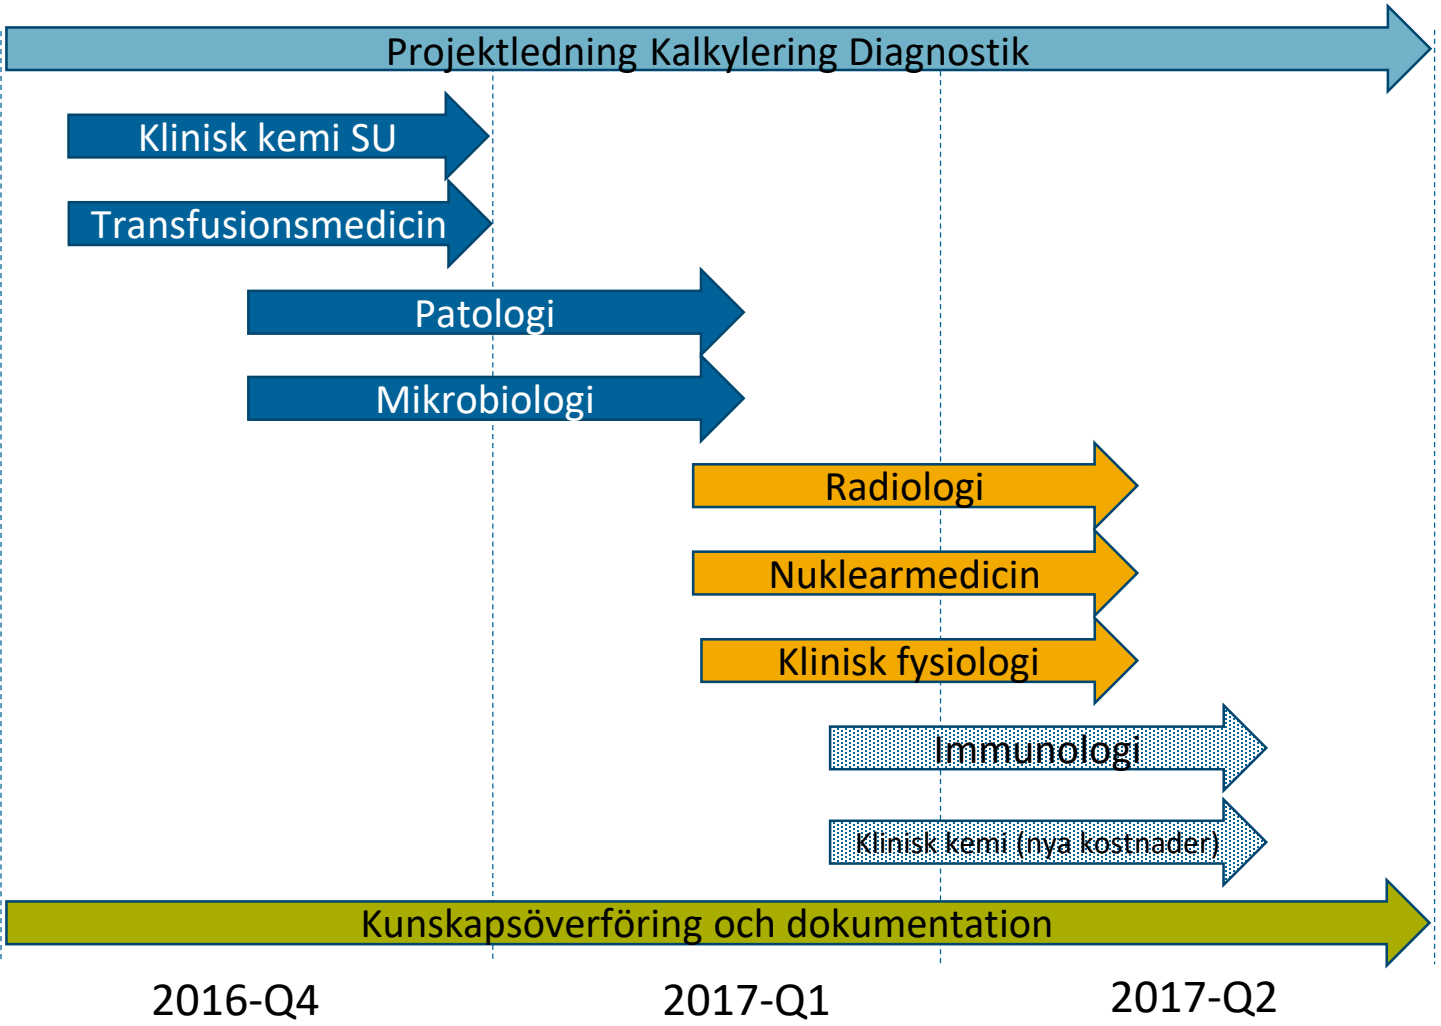 Projektledning Kalkylering Diagnostik
Klinisk kemi SU
Transfusionsmedicin
Patologi
Mikrobiologi
Radiologi
Nuklearmedicin
Klinisk fysiologi
Immunologi
Klinisk kemi (nya kostnader)
Kunskapsöverföring och dokumentation
2016-Q4
2017-Q1
2017-Q2